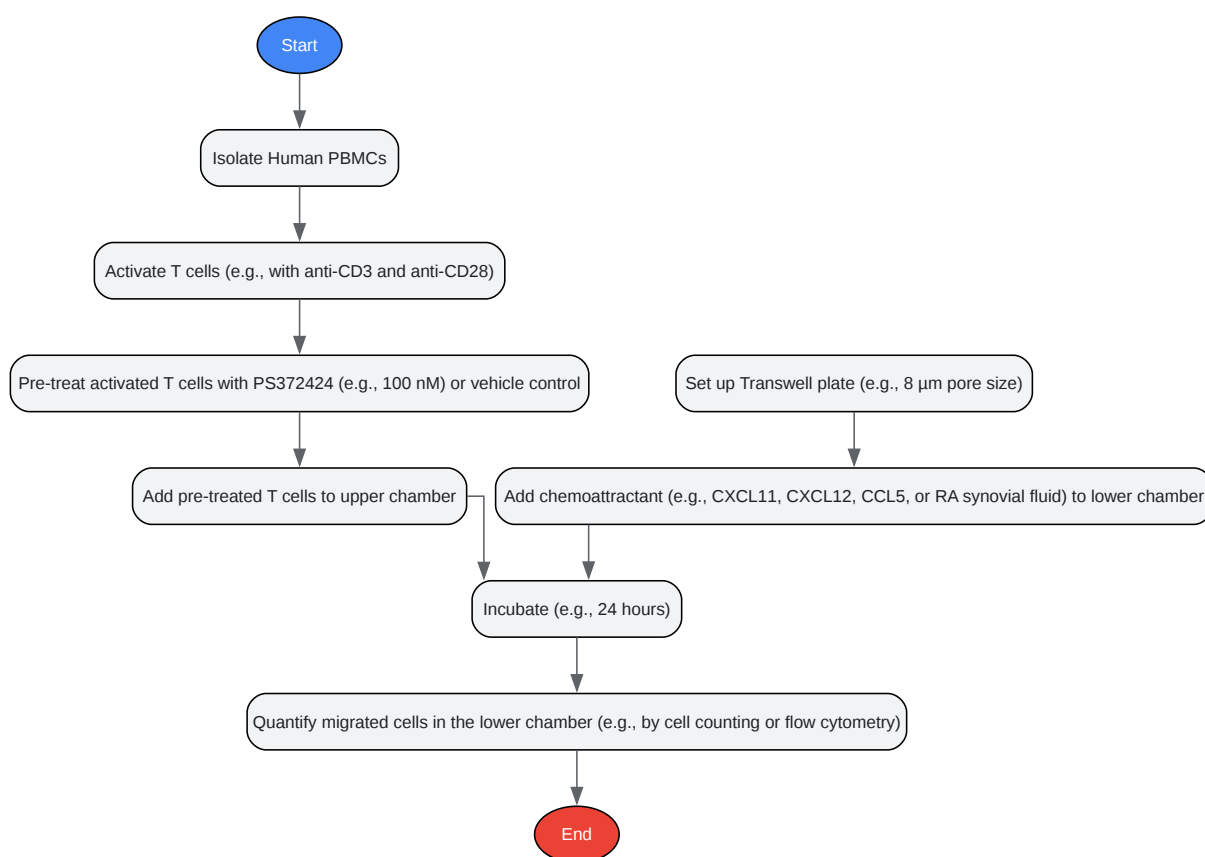 Start
Isolate Human PBMCs
Activate T cells (e.g., with anti-CD3 and anti-CD28)
Pre-treat activated T cells with PS372424 (e.g., 100 nM) or vehicle control
Set up Transwell plate (e.g., 8 µm pore size)
Add pre-treated T cells to upper chamber
Add chemoattractant (e.g., CXCL11, CXCL12, CCL5, or RA synovial fluid) to lower chamber
Incubate (e.g., 24 hours)
Quantify migrated cells in the lower chamber (e.g., by cell counting or flow cytometry)
End